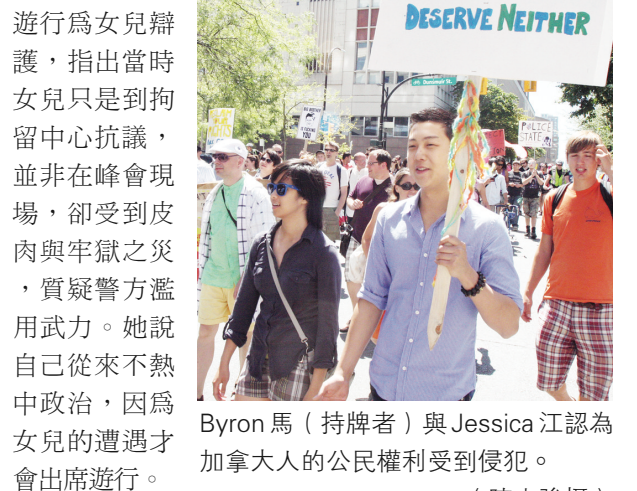 遊行爲女兒辯
護，指出當時
女兒只是到拘
留中心抗議，
並非在峰會現
場，卻受到皮
肉與牢獄之災
，質疑警方濫
用武力。她說
自己從來不熱
中政治，因爲
女兒的遭遇才
會出席遊行。
DESERVE NEITHER
Dunsmuir St.
POLICE
STATE
Byron 馬（持牌者）與 Jessica 江認為
加拿大人的公民權利受到侵犯。